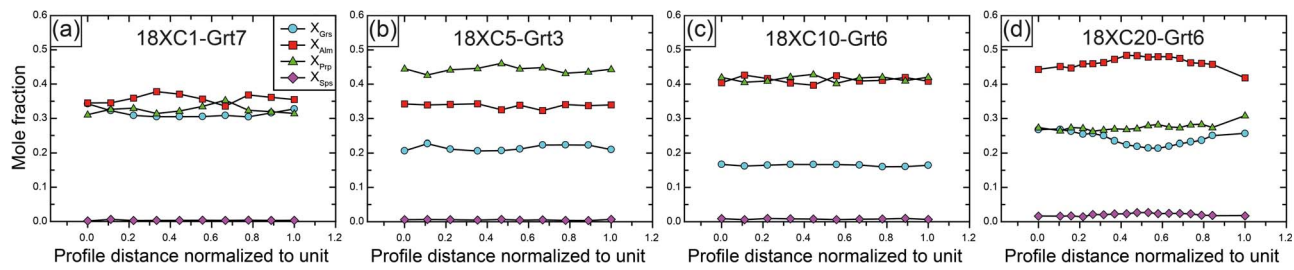 (a) 18XC1-Grt7
X Grs
X Alm
X Prp
X Sps
Mole fraction
0.6
0.5
0.4
0.3
0.2
0.1
0.0
0.0 0.2 0.4 0.6 0.8 1.0 1.2
Profile distance normalized to unit
(b) 18XC5-Grt3
0.6
0.5
0.4
0.3
0.2
0.1
0.0
0.0 0.2 0.4 0.6 0.8 1.0 1.2
Profile distance normalized to unit
(c) 18XC10-Grt6
0.6
0.5
0.4
0.3
0.2
0.1
0.0
0.0 0.2 0.4 0.6 0.8 1.0 1.2
Profile distance normalized to unit
(d) 18XC20-Grt6
0.6
0.5
0.4
0.3
0.2
0.1
0.0
0.0 0.2 0.4 0.6 0.8 1.0 1.2
Profile distance normalized to unit